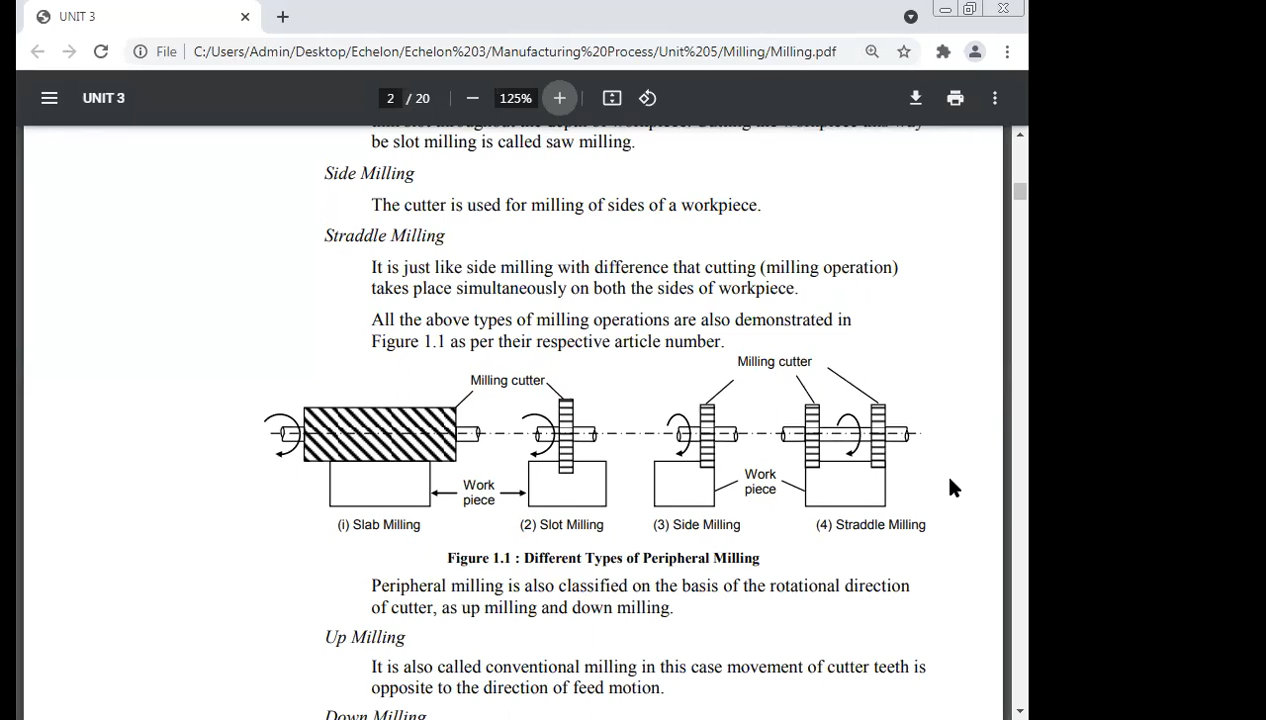 UNIT 3
File
C:/Users/Admin/Desktop/Echelon/Echelon%203/Manufacturing%20Process/Unit%205/Milling/Milling.pdf
UNIT 3
2 / 20
125%
be slot milling is called saw milling.
Side Milling
The cutter is used for milling of sides of a workpiece.
Straddle Milling
It is just like side milling with difference that cutting (milling operation)
takes place simultaneously on both the sides of workpiece.
All the above types of milling operations are also demonstrated in
Figure 1.1 as per their respective article number.
Milling cutter
Milling cutter
Work
piece
Work
piece
(i) Slab Milling
(2) Slot Milling
(3) Side Milling
(4) Straddle Milling
Figure 1.1 : Different Types of Peripheral Milling
Peripheral milling is also classified on the basis of the rotational direction
of cutter, as up milling and down milling.
Up Milling
It is also called conventional milling in this case movement of cutter teeth is
opposite to the direction of feed motion.
Down Milling